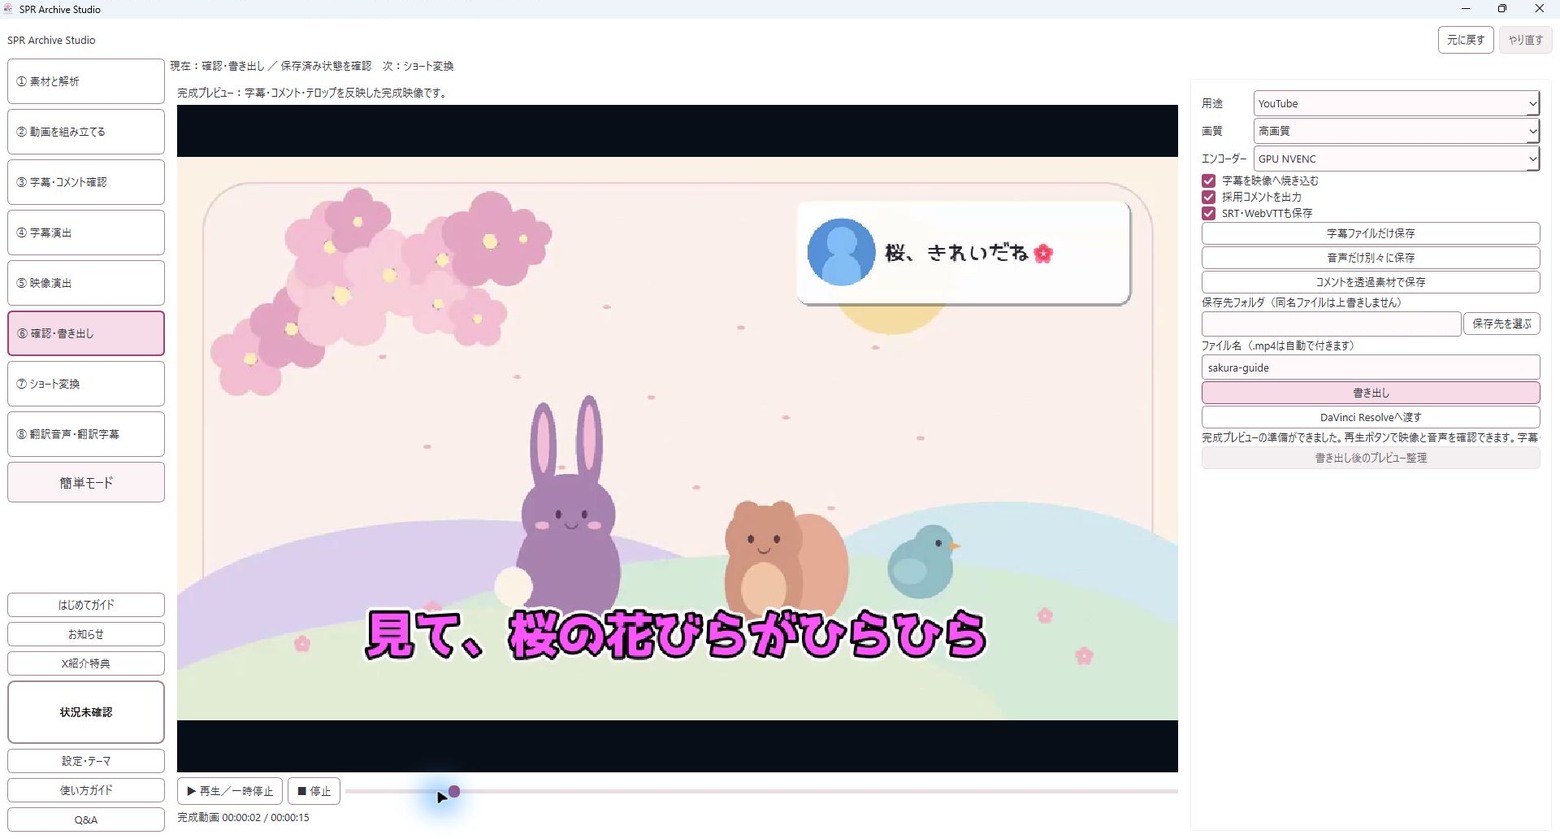 SPR Archive Studio
SPR Archive Studio
元に戻す
やり直す
現在：確認・書き出し ／ 保存済み状態を確認　次：ショート変換
① 素材と解析
② 動画を組み立てる
③ 字幕・コメント確認
④ 字幕演出
⑤ 映像演出
⑥ 確認・書き出し
⑦ ショート変換
⑧ 翻訳音声・翻訳字幕
簡単モード
はじめてガイド
お知らせ
X紹介特典
状況未確認
設定・テーマ
使い方ガイド
Q&A
完成プレビュー：字幕・コメント・テロップを反映した完成映像です。
桜、きれいだね🌸
見て、桜の花びらがひらひら
▶ 再生／一時停止
■ 停止
完成動画 00:00:02 / 00:00:15
用途
YouTube
画質
高画質
エンコーダー
GPU NVENC
字幕を映像へ焼き込む
採用コメントを出力
SRT・WebVTTも保存
字幕ファイルだけ保存
音声だけ別々に保存
コメントを透過素材で保存
保存先フォルダ（同名ファイルは上書きしません）
保存先を選ぶ
ファイル名（.mp4は自動で付きます）
sakura-guide
書き出し
DaVinci Resolveへ渡す
完成プレビューの準備ができました。再生ボタンで映像と音声を確認できます。字幕
書き出し後のプレビュー整理